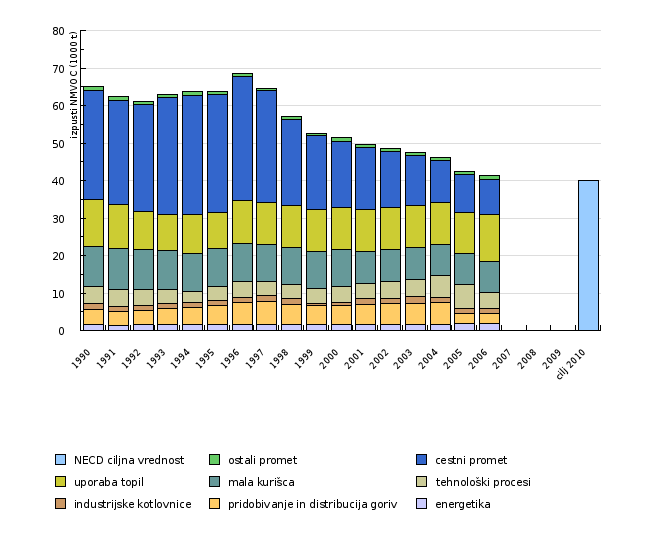 80
70
60
50
40
30
20
10
0
izpusti NMVOC (1000 t)
1990 1991 1992 1993 1994 1995 1996 1997 1998 1999 2000 2001 2002 2003 2004 2005 2006 2007 2008 2009 cilj 2010
NECD ciljna vrednost ostali promet cestni promet
uporaba topil mala kurišca tehnološki procesi
industrijske kotlovnice pridobivanje in distribucija goriv energetika